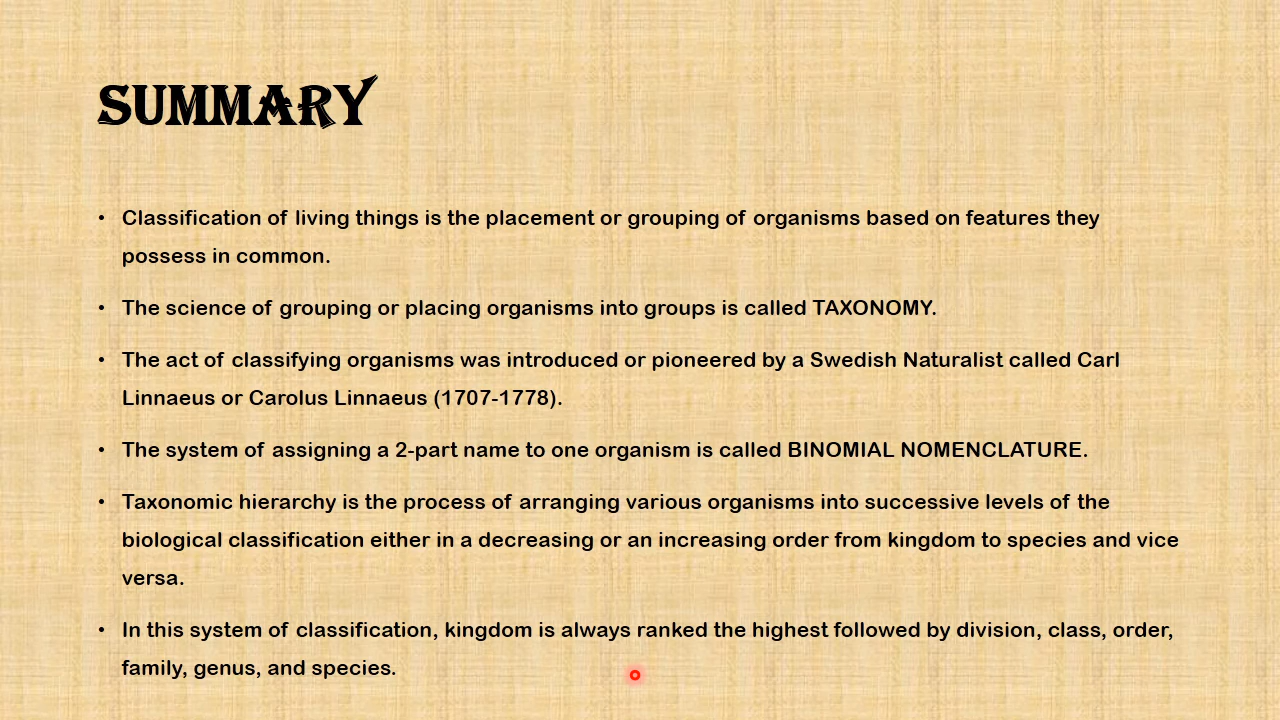 SUMMARY
• Classification of living things is the placement or grouping of organisms based on features they
possess in common.
• The science of grouping or placing organisms into groups is called TAXONOMY.
• The act of classifying organisms was introduced or pioneered by a Swedish Naturalist called Carl
Linnaeus or Carolus Linnaeus (1707-1778).
• The system of assigning a 2-part name to one organism is called BINOMIAL NOMENCLATURE.
• Taxonomic hierarchy is the process of arranging various organisms into successive levels of the
biological classification either in a decreasing or an increasing order from kingdom to species and vice
versa.
• In this system of classification, kingdom is always ranked the highest followed by division, class, order,
family, genus, and species.